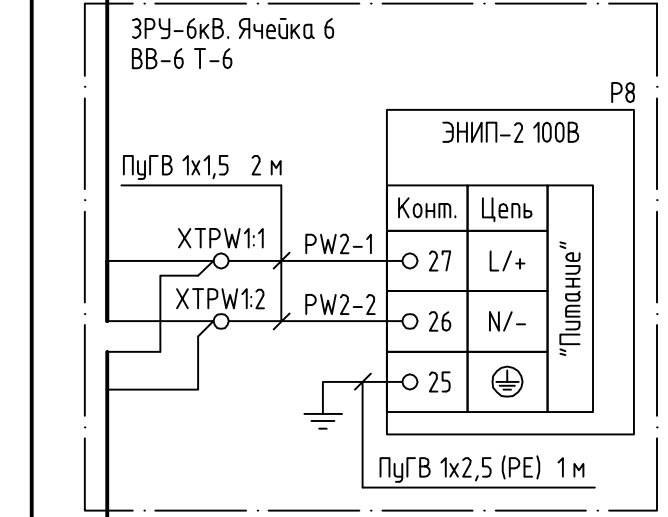 ЗРУ-6кВ. Ячейка 6
ВВ-6 Т-6
P8
ЭНИП-2 100В
ПуГВ 1х1,5 2 м
Конт. Цепь
XTPW1:1 PW2-1 27 L/+
XTPW1:2 PW2-2 26 N/-
25
"Питание"
ПуГВ 1х2,5 (PE) 1 м